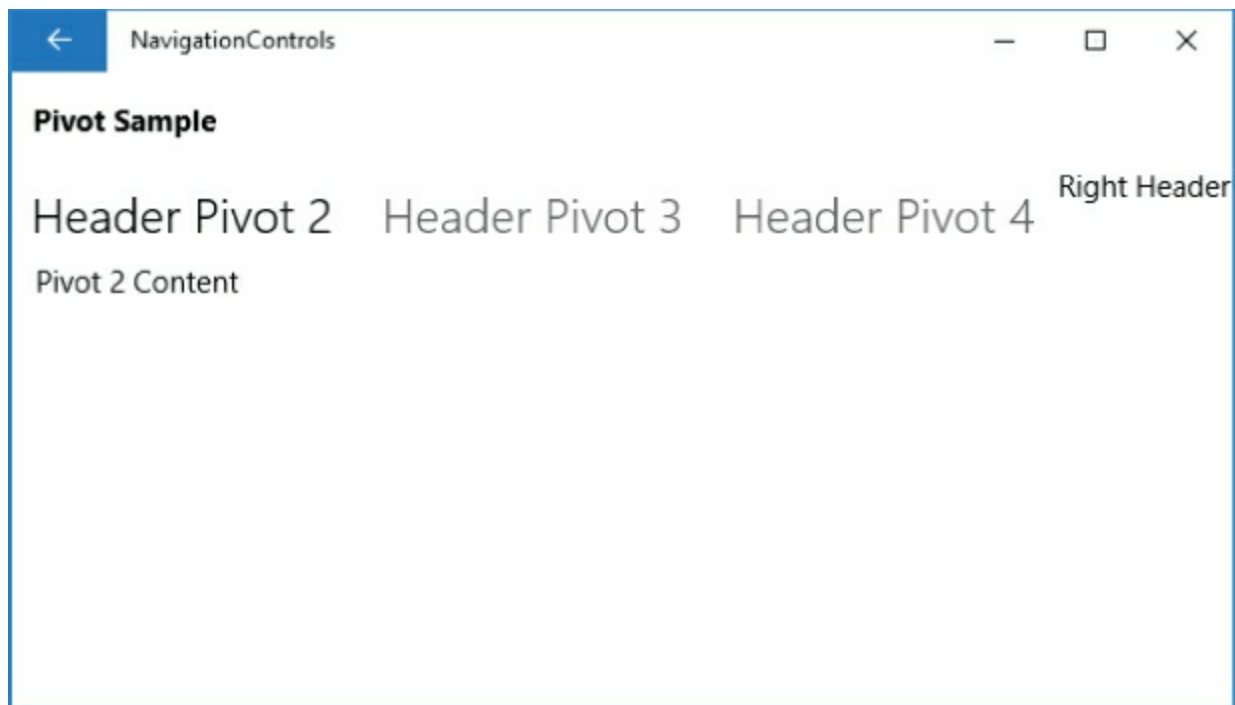 NavigationControls
Pivot Sample
Header Pivot 2 Header Pivot 3 Header Pivot 4 Right Header
Pivot 2 Content